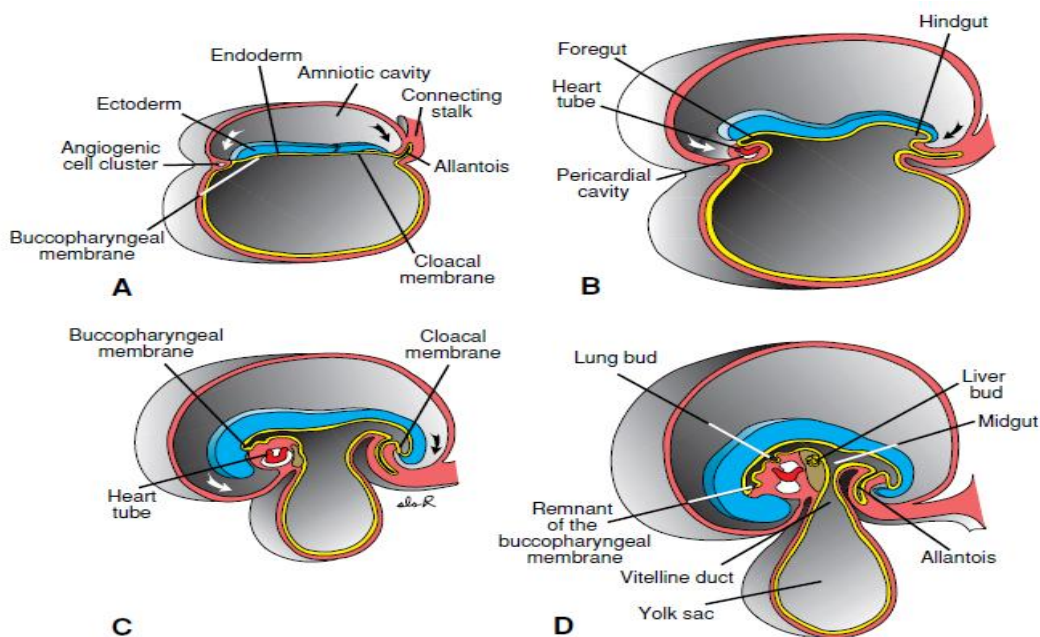 Endoderm
Amniotic cavity
Ectoderm
Connecting
stalk
Angiogenic
cell cluster
Allantois
Buccopharyngeal
membrane
Cloacal
membrane
A
Hindgut
Foregut
Heart
tube
Pericardial
cavity
B
Buccopharyngeal
membrane
Cloacal
membrane
Heart
tube
sls R
C
Lung bud
Liver
bud
Midgut
Remnant
of the
buccopharyngeal
membrane
Allantois
Vitelline duct
Yolk sac
D